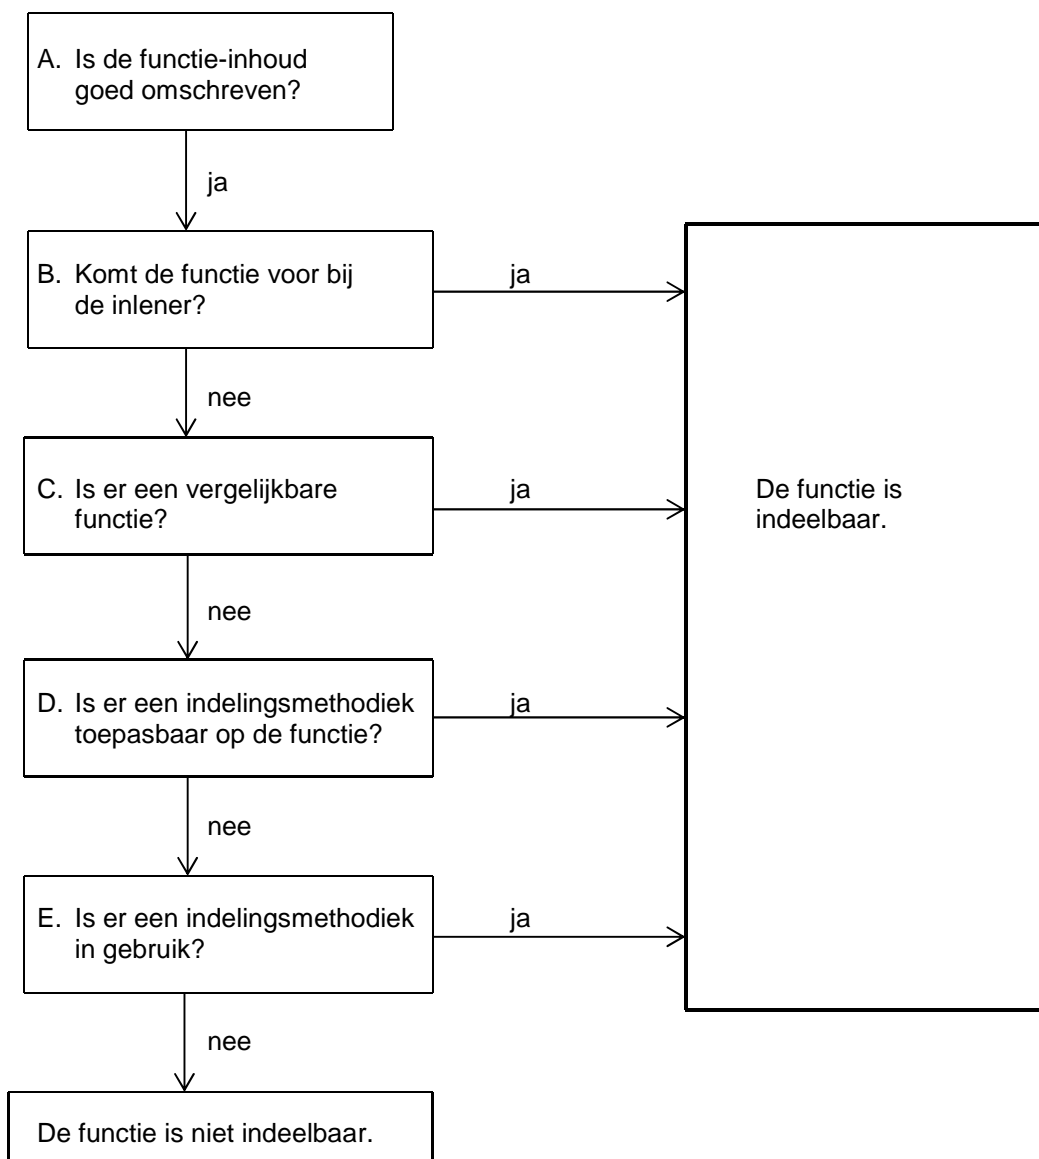 A. Is de functie-inhoud
goed omschreven?
ja
B. Komt de functie voor bij
de inlener?
ja
nee
C. Is er een vergelijkbare
functie?
ja
De functie is
indeelbaar.
nee
D. Is er een indelingsmethodiek
toepasbaar op de functie?
ja
nee
E. Is er een indelingsmethodiek
in gebruik?
ja
nee
De functie is niet indeelbaar.